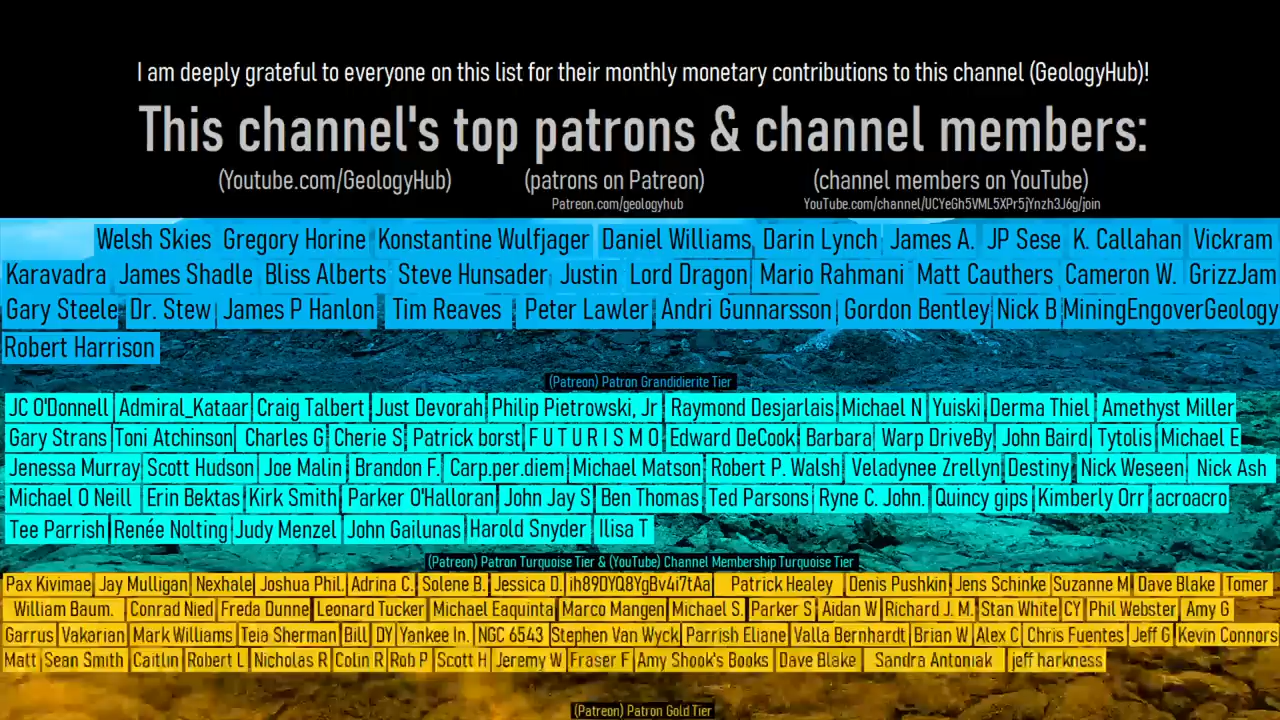 I am deeply grateful to everyone on this list for their monthly monetary contributions to this channel (GeologyHub)!
This channel's top patrons & channel members:
(Youtube.com/GeologyHub) (patrons on Patreon) (channel members on YouTube)
Patreon.com/geologyhub YouTube.com/channel/UCYeGh5VML5XPr5jYnzh3J6g/join
Welsh Skies Gregory Horine Konstantine Wulfjager Daniel Williams Darin Lynch James A. JP Sese K. Callahan Vickram
Karavadra James Shadle Bliss Alberts Steve Hunsader Justin Lord Dragon Mario Rahmani Matt Cauthers Cameron W. GrizzJam
Gary Steele Dr. Stew James P Hanlon Tim Reaves Peter Lawler Andri Gunnarsson Gordon Bentley Nick B MiningEngoverGeology
Robert Harrison
(Patreon) Patron Grandidierite Tier
JC O'Donnell Admiral_Kataar Craig Talbert Just Devorah Philip Pietrowski, Jr Raymond Desjarlais Michael N Yuiski Derma Thiel Amethyst Miller
Gary Strans Toni Atchinson Charles G Cherie S Patrick borst F U T U R I S M O Edward DeCook Barbara Warp DriveBy John Baird Tytolis Michael E
Jenessa Murray Scott Hudson Joe Malin Brandon F. Carp.per.diem Michael Matson Robert P. Walsh Veladynee Zrellyn Destiny Nick Weseen Nick Ash
Michael O Neill Erin Bektas Kirk Smith Parker O'Halloran John Jay S Ben Thomas Ted Parsons Ryne C. John. Quincy gips Kimberly Orr acroacro
Tee Parrish Renée Nolting Judy Menzel John Gailunas Harold Snyder Ilisa T
(Patreon) Patron Turquoise Tier & (YouTube) Channel Membership Turquoise Tier
Pax Kivimae Jay Mulligan Nexhale Joshua Phil Adrina C. Solene B. Jessica D. ih89DYQ8YgBv4i7tAa Patrick Healey Denis Pushkin Jens Schinke Suzanne M Dave Blake Tomer
William Baum. Conrad Nied Freda Dunne Leonard Tucker Michael Eaquinta Marco Mangen Michael S. Parker S Aidan W Richard J. M. Stan White CY Phil Webster Amy G
Garrus Vakarian Mark Williams Teia Sherman Bill DY Yankee In. NGC 6543 Stephen Van Wyck Parrish Eliane Valla Bernhardt Brian W Alex C Chris Fuentes Jeff G Kevin Connors
Matt Sean Smith Caitlin Robert L Nicholas R Colin R Rob P Scott H Jeremy W Fraser F Amy Shook's Books Dave Blake Sandra Antoniak jeff harkness
(Patreon) Patron Gold Tier